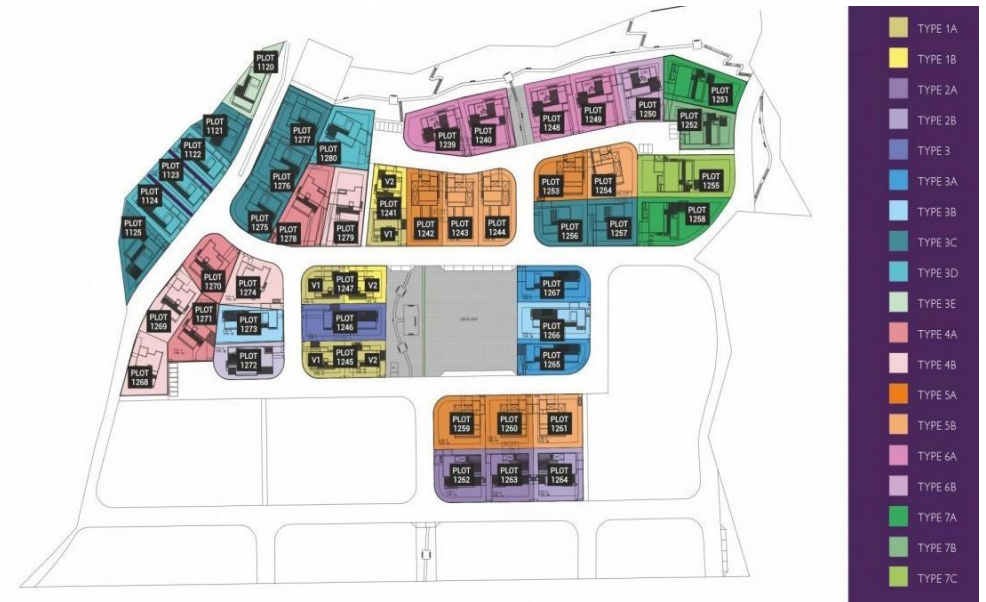 PLOT
1120
PLOT
1121
PLOT
1122
PLOT
1123
PLOT
1124
PLOT
1125
PLOT
1277
PLOT
1280
PLOT
1276
PLOT
1275
PLOT
1278
PLOT
1279
V2
PLOT
1241
V1
PLOT
1242
PLOT
1243
PLOT
1244
PLOT
1239
PLOT
1240
PLOT
1248
PLOT
1249
PLOT
1250
PLOT
1251
PLOT
1252
PLOT
1253
PLOT
1254
PLOT
1255
PLOT
1256
PLOT
1257
PLOT
1258
PLOT
1270
PLOT
1274
PLOT
1269
PLOT
1271
PLOT
1273
PLOT
1272
PLOT
1268
V1
PLOT
1247
V2
PLOT
1246
V1
PLOT
1245
V2
PLOT
1267
PLOT
1266
PLOT
1265
PLOT
1259
PLOT
1260
PLOT
1261
PLOT
1262
PLOT
1263
PLOT
1264
TYPE 1A
TYPE 1B
TYPE 2A
TYPE 2B
TYPE 3
TYPE 3A
TYPE 3B
TYPE 3C
TYPE 3D
TYPE 3E
TYPE 4A
TYPE 4B
TYPE 5A
TYPE 5B
TYPE 6A
TYPE 6B
TYPE 7A
TYPE 7B
TYPE 7C